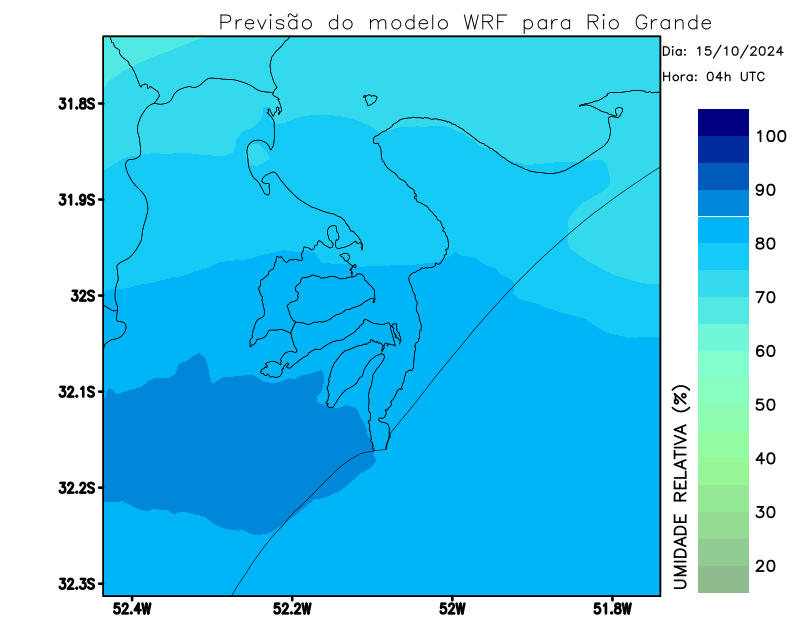 Previsão do modelo WRF para Rio Grande
Dia: 15/10/2024
Hora: 04h UTC
31.8S
31.9S
32S
32.1S
32.2S
32.3S
52.4W
52.2W
52W
51.8W
UMIDADE RELATIVA (%)
100
90
80
70
60
50
40
30
20